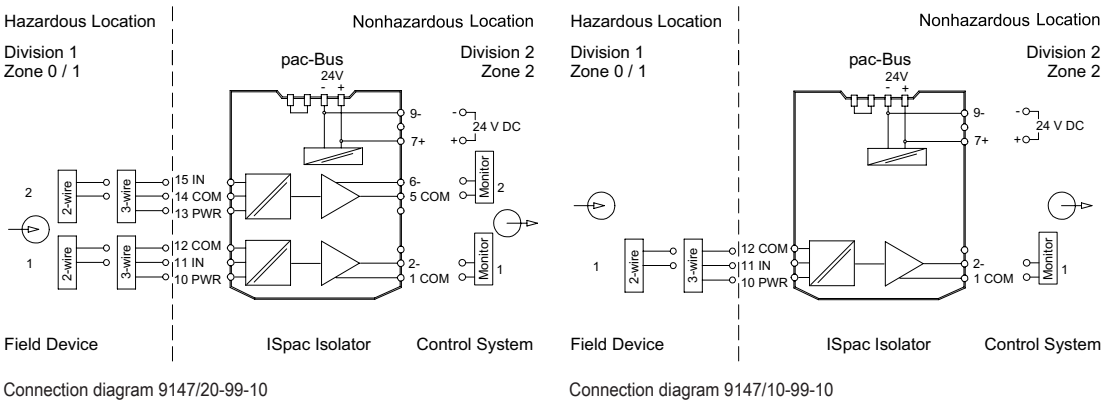 Hazardous Location
Nonhazardous Location
Division 1
Zone 0 / 1
Division 2
Zone 2
pac-Bus
24V
- +
9-
7+
-
+
24 V DC
2
2-wire
3-wire
15 IN
14 COM
13 PWR
6-
5 COM
Monitor
2
1
2-wire
3-wire
12 COM
11 IN
10 PWR
2-
1 COM
Monitor
1
Field Device
ISpac Isolator
Control System
Connection diagram 9147/20-99-10
Hazardous Location
Nonhazardous Location
Division 1
Zone 0 / 1
Division 2
Zone 2
pac-Bus
24V
- +
9-
7+
-
+
24 V DC
1
2-wire
3-wire
12 COM
11 IN
10 PWR
2-
1 COM
Monitor
1
Field Device
ISpac Isolator
Control System
Connection diagram 9147/10-99-10